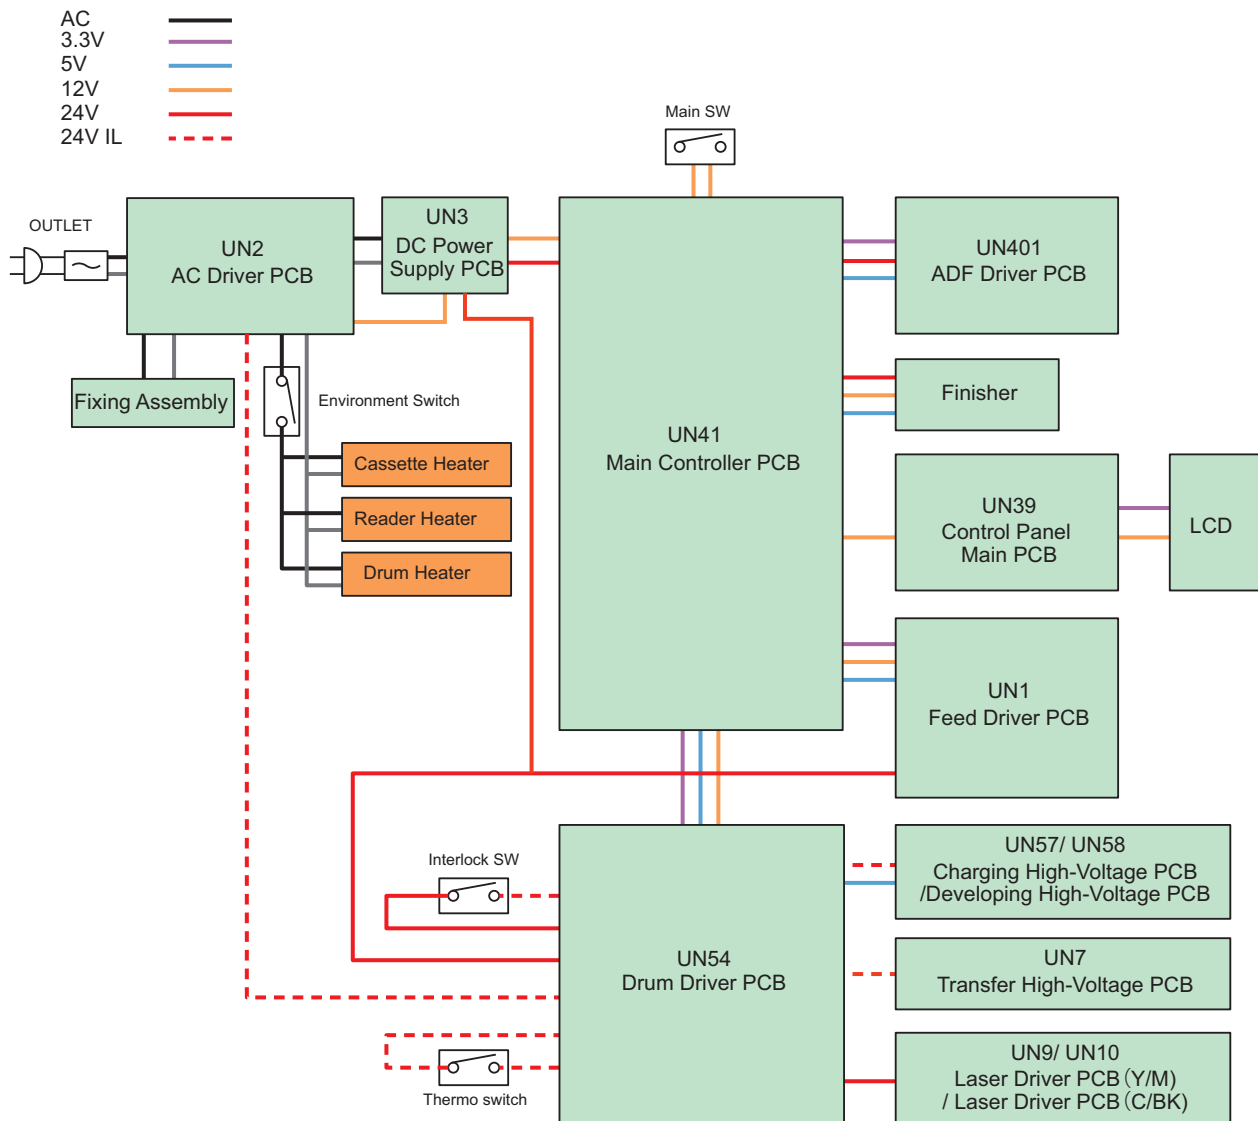 AC
3.3V
5V
12V
24V
24V IL
Main SW
OUTLET
UN2
AC Driver PCB
UN3
DC Power
Supply PCB
UN401
ADF Driver PCB
Fixing Assembly
Environment Switch
Finisher
UN41
Main Controller PCB
Cassette Heater
Reader Heater
Drum Heater
UN39
Control Panel
Main PCB
LCD
UN1
Feed Driver PCB
Interlock SW
UN57/ UN58
Charging High-Voltage PCB
/Developing High-Voltage PCB
UN54
Drum Driver PCB
UN7
Transfer High-Voltage PCB
Thermo switch
UN9/ UN10
Laser Driver PCB(Y/M)
/ Laser Driver PCB(C/BK)